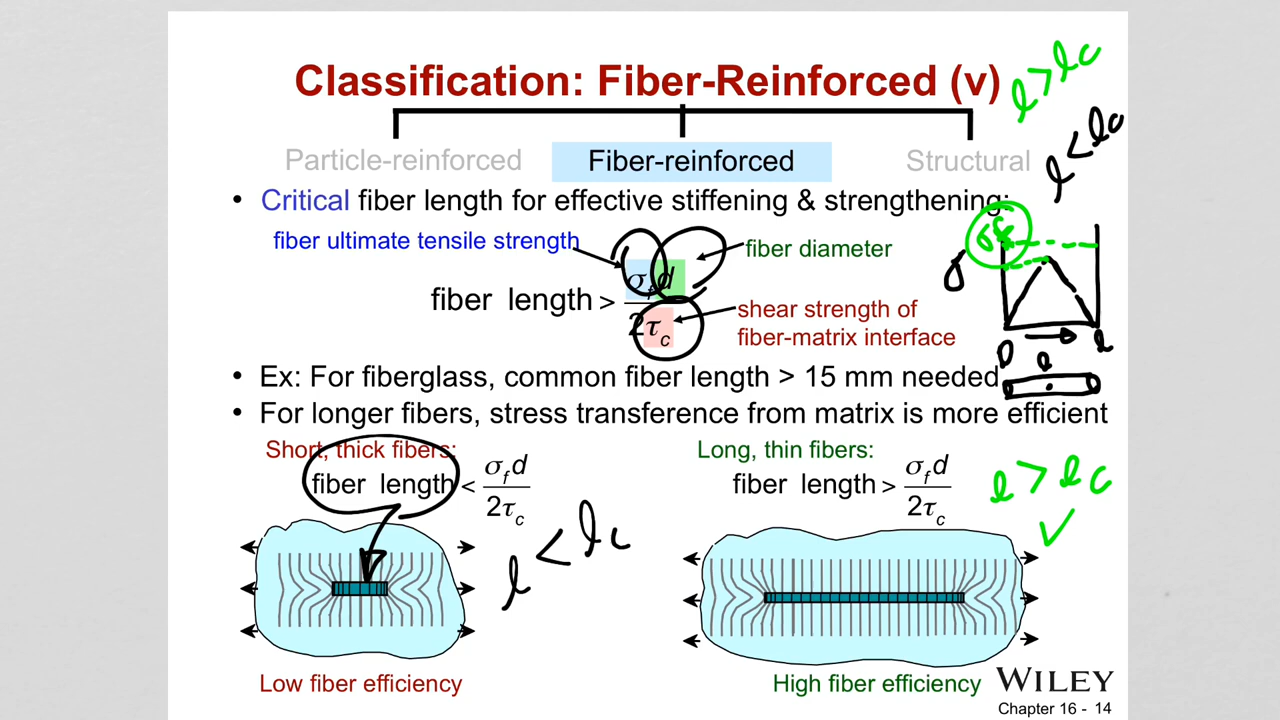 Classification: Fiber-Reinforced (v)
l > lc
Particle-reinforced Fiber-reinforced Structural
l < lc
• Critical fiber length for effective stiffening & strengthening:
fiber ultimate tensile strength
fiber diameter
fiber length > σf d / 2τc
shear strength of
fiber-matrix interface
σf
σ
0
l
l
• Ex: For fiberglass, common fiber length > 15 mm needed
• For longer fibers, stress transference from matrix is more efficient
Short, thick fibers:
fiber length < σf d / 2τc
l < lc
Low fiber efficiency
Long, thin fibers:
fiber length > σf d / 2τc
l > lc
✓
High fiber efficiency
WILEY
Chapter 16 - 14